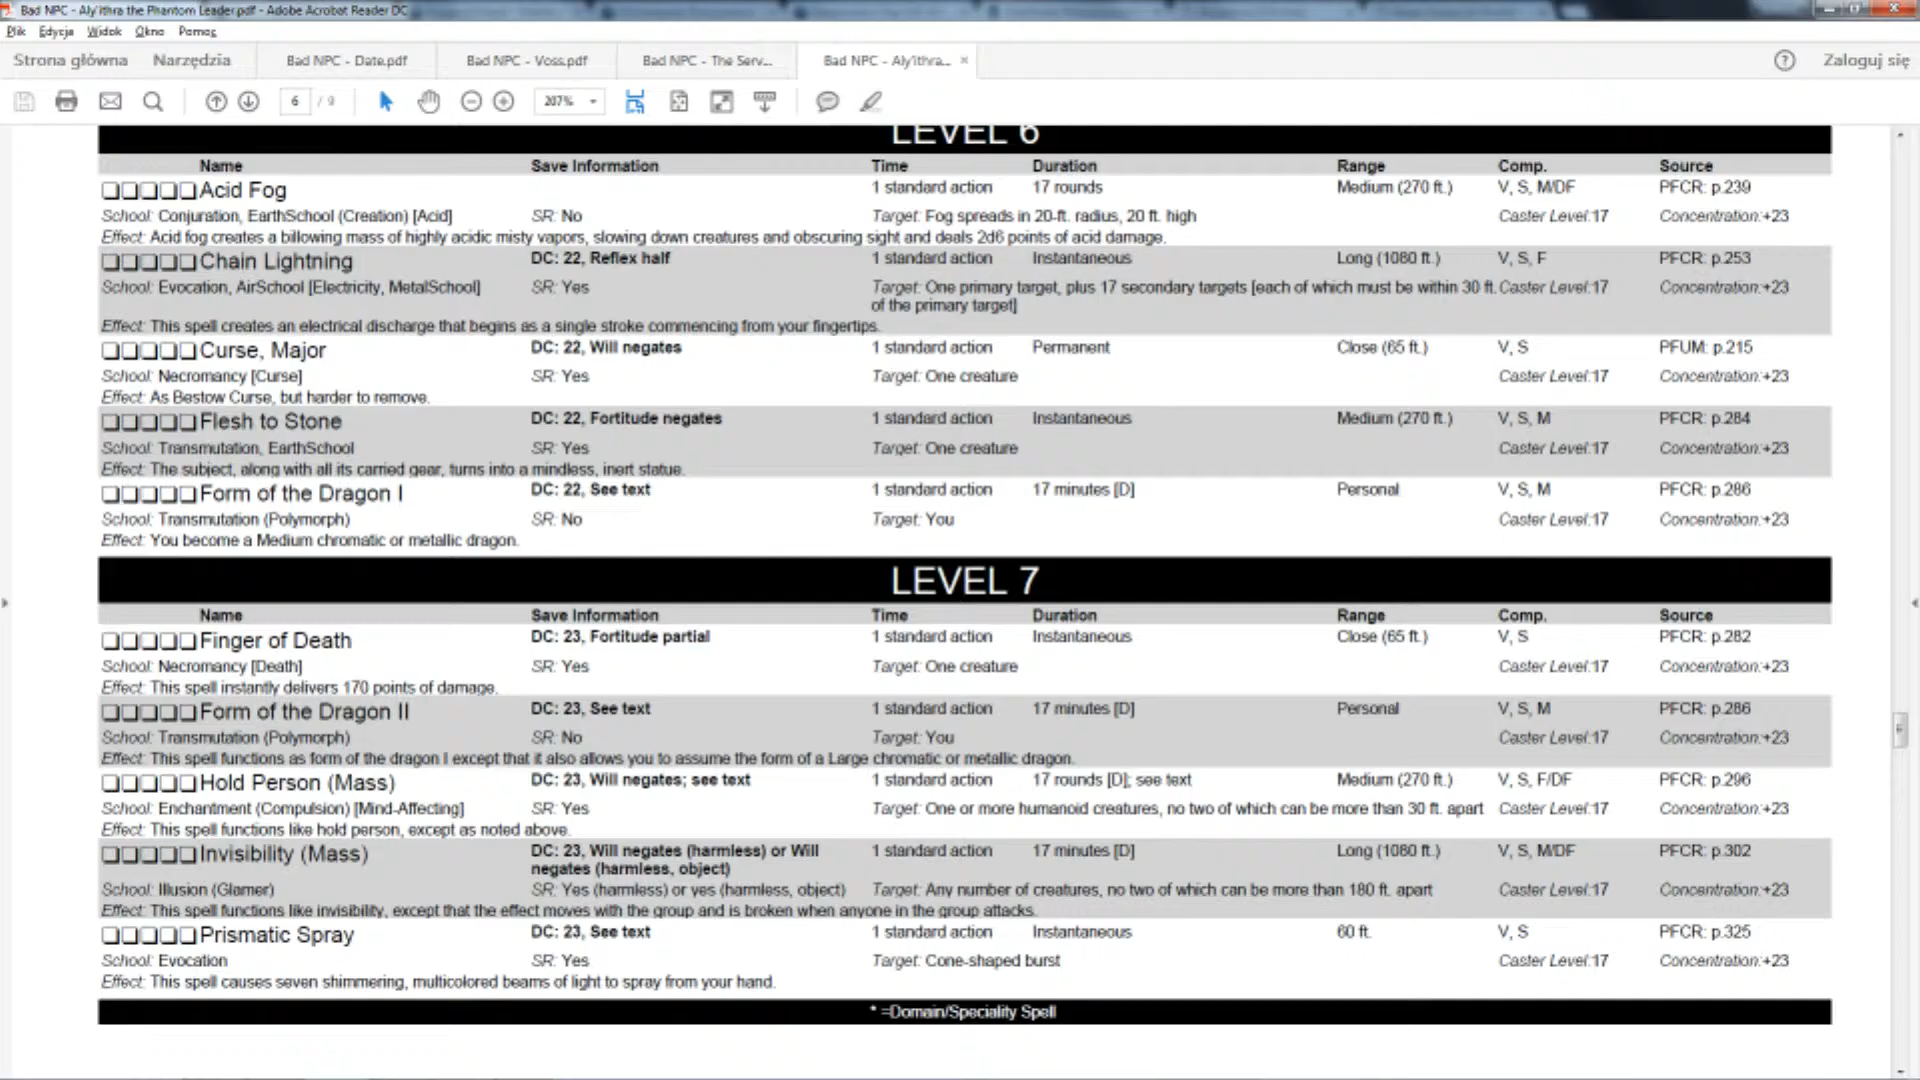 Bad NPC - Aly'ithra the Phantom Leader.pdf - Adobe Acrobat Reader DC
Plik Edycja Widok Okno Pomoc
Strona główna Narzędzia Bad NPC - Date.pdf Bad NPC - Voss.pdf Bad NPC - The Serv... Bad NPC - Aly'ithra... × ? Zaloguj się
6 / 9 207%
LEVEL 6
Name Save Information Time Duration Range Comp. Source
Acid Fog 1 standard action 17 rounds Medium (270 ft.) V, S, M/DF PFCR: p.239
School: Conjuration, EarthSchool (Creation) [Acid] SR: No Target: Fog spreads in 20-ft. radius, 20 ft. high Caster Level:17 Concentration:+23
Effect: Acid fog creates a billowing mass of highly acidic misty vapors, slowing down creatures and obscuring sight and deals 2d6 points of acid damage.
Chain Lightning DC: 22, Reflex half 1 standard action Instantaneous Long (1080 ft.) V, S, F PFCR: p.253
School: Evocation, AirSchool [Electricity, MetalSchool] SR: Yes Target: One primary target, plus 17 secondary targets [each of which must be within 30 ft. Caster Level:17 Concentration:+23
of the primary target]
Effect: This spell creates an electrical discharge that begins as a single stroke commencing from your fingertips.
Curse, Major DC: 22, Will negates 1 standard action Permanent Close (65 ft.) V, S PFUM: p.215
School: Necromancy [Curse] SR: Yes Target: One creature Caster Level:17 Concentration:+23
Effect: As Bestow Curse, but harder to remove.
Flesh to Stone DC: 22, Fortitude negates 1 standard action Instantaneous Medium (270 ft.) V, S, M PFCR: p.284
School: Transmutation, EarthSchool SR: Yes Target: One creature Caster Level:17 Concentration:+23
Effect: The subject, along with all its carried gear, turns into a mindless, inert statue.
Form of the Dragon I DC: 22, See text 1 standard action 17 minutes [D] Personal V, S, M PFCR: p.286
School: Transmutation (Polymorph) SR: No Target: You Caster Level:17 Concentration:+23
Effect: You become a Medium chromatic or metallic dragon.
LEVEL 7
Name Save Information Time Duration Range Comp. Source
Finger of Death DC: 23, Fortitude partial 1 standard action Instantaneous Close (65 ft.) V, S PFCR: p.282
School: Necromancy [Death] SR: Yes Target: One creature Caster Level:17 Concentration:+23
Effect: This spell instantly delivers 170 points of damage.
Form of the Dragon II DC: 23, See text 1 standard action 17 minutes [D] Personal V, S, M PFCR: p.286
School: Transmutation (Polymorph) SR: No Target: You Caster Level:17 Concentration:+23
Effect: This spell functions as form of the dragon I except that it also allows you to assume the form of a Large chromatic or metallic dragon.
Hold Person (Mass) DC: 23, Will negates; see text 1 standard action 17 rounds [D]; see text Medium (270 ft.) V, S, F/DF PFCR: p.296
School: Enchantment (Compulsion) [Mind-Affecting] SR: Yes Target: One or more humanoid creatures, no two of which can be more than 30 ft. apart Caster Level:17 Concentration:+23
Effect: This spell functions like hold person, except as noted above.
Invisibility (Mass) DC: 23, Will negates (harmless) or Will 1 standard action 17 minutes [D] Long (1080 ft.) V, S, M/DF PFCR: p.302
negates (harmless, object)
School: Illusion (Glamer) SR: Yes (harmless) or yes (harmless, object) Target: Any number of creatures, no two of which can be more than 180 ft. apart Caster Level:17 Concentration:+23
Effect: This spell functions like invisibility, except that the effect moves with the group and is broken when anyone in the group attacks.
Prismatic Spray DC: 23, See text 1 standard action Instantaneous 60 ft. V, S PFCR: p.325
School: Evocation SR: Yes Target: Cone-shaped burst Caster Level:17 Concentration:+23
Effect: This spell causes seven shimmering, multicolored beams of light to spray from your hand.
* =Domain/Speciality Spell